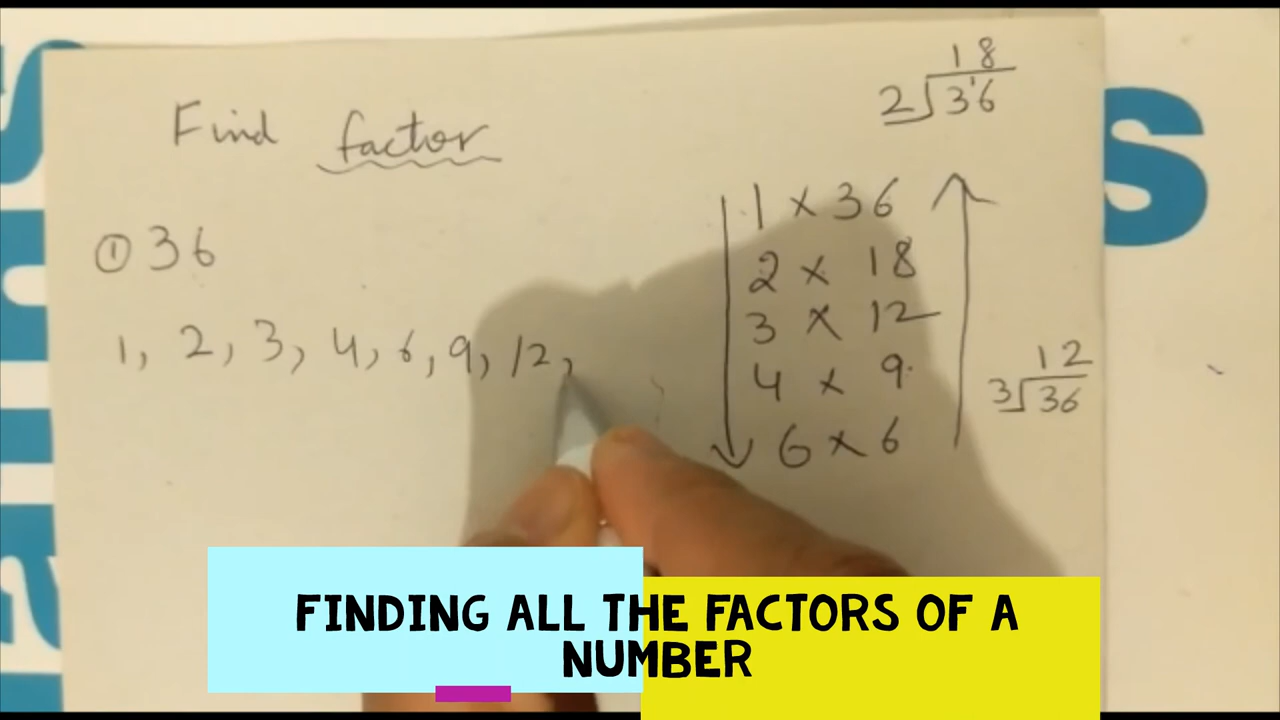 Find factor
① 36
1, 2, 3, 4, 6, 9, 12,
18
2√36
1 x 36
2 x 18
3 x 12
4 x 9
6 x 6
12
3√36
S
FINDING ALL THE FACTORS OF A
NUMBER